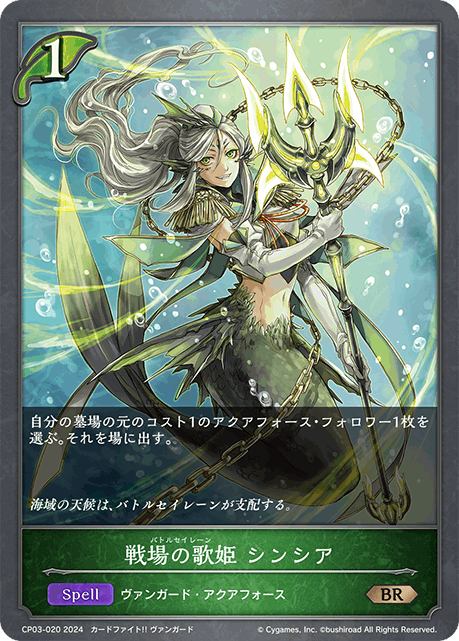 1
自分の墓場の元のコスト1のアクアフォース・フォロワー1枚を
選ぶ。それを場に出す。
海域の天候は、バトルセイレーンが支配する。
バトルセイレーン
戦場の歌姫 シンシア
Spell ヴァンガード・アクアフォース BR
CP03-020 2024 カードファイト!! ヴァンガード © Cygames, Inc. ©bushiroad All Rights Reserved.